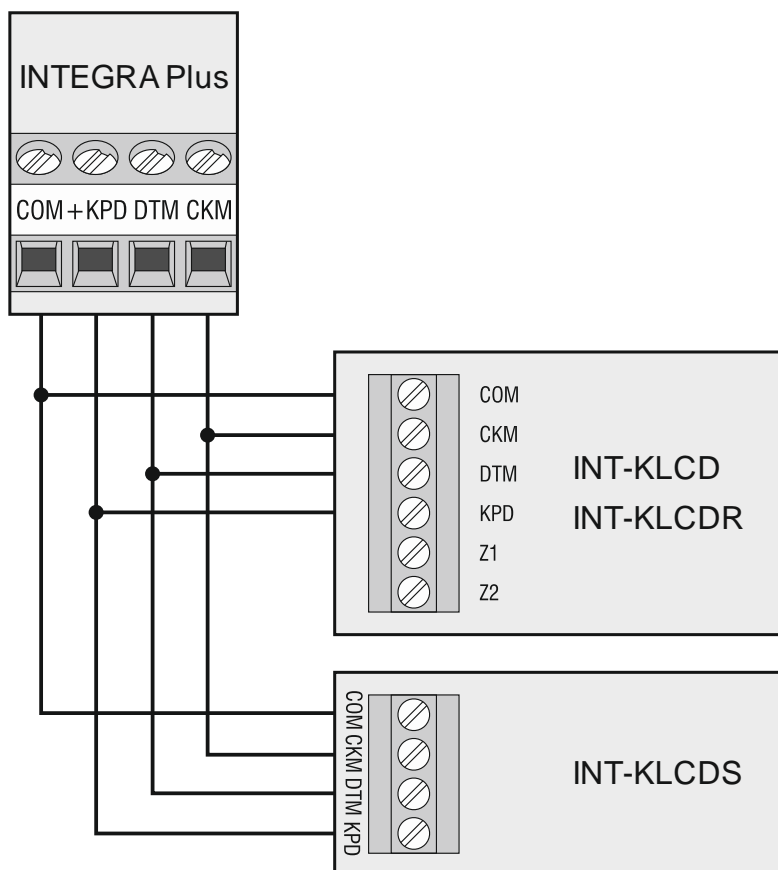 INTEGRA Plus
COM +KPD DTM CKM
COM
CKM
DTM
KPD
Z1
Z2
INT-KLCD
INT-KLCDR
COM CKM DTM KPD
INT-KLCDS